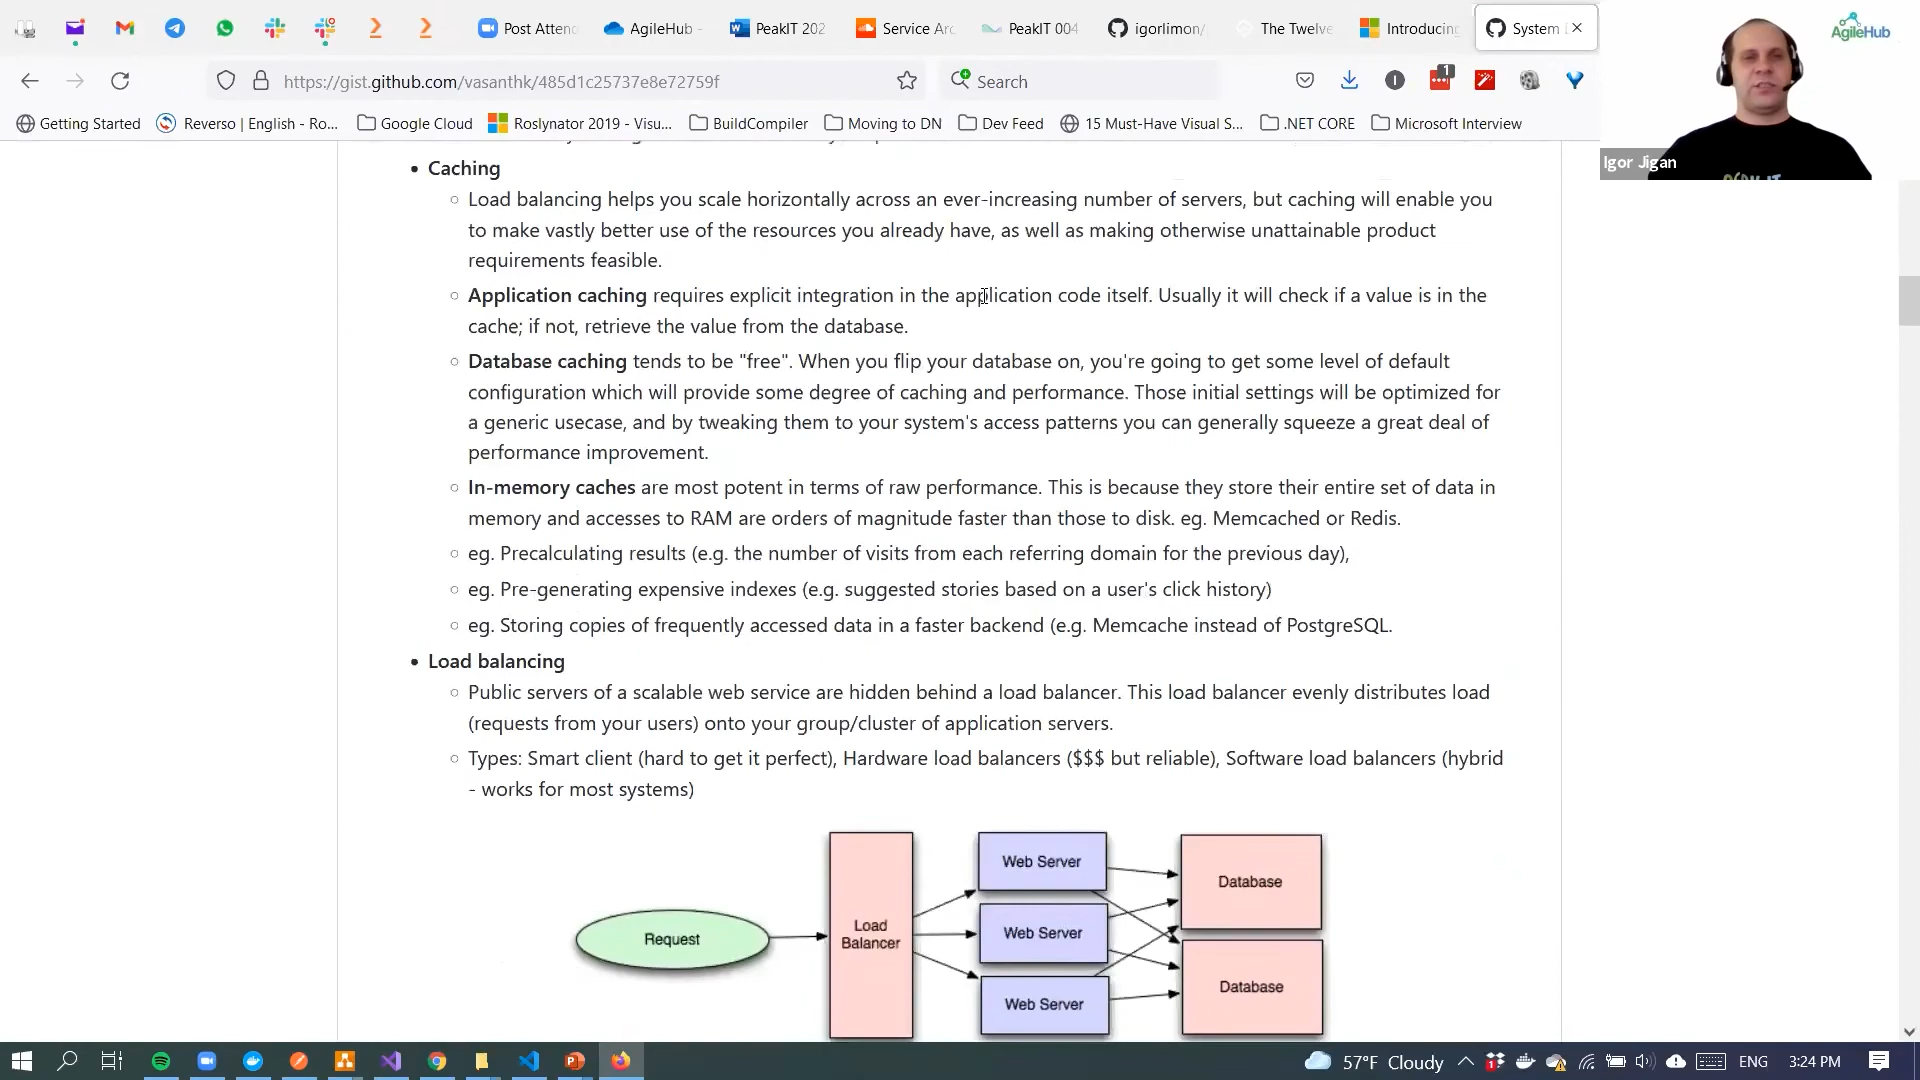 Post Attend
AgileHub -
PeakIT 202
Service Arc
PeakIT 004
igorlimon/
The Twelve
Introducing
System
AgileHub
https://gist.github.com/vasanthk/485d1c25737e8e72759f
Search
1
Getting Started
Reverso | English - Ro...
Google Cloud
Roslynator 2019 - Visu...
BuildCompiler
Moving to DN
Dev Feed
15 Must-Have Visual S...
.NET CORE
Microsoft Interview
Igor Jigan
• Caching
Load balancing helps you scale horizontally across an ever-increasing number of servers, but caching will enable you
to make vastly better use of the resources you already have, as well as making otherwise unattainable product
requirements feasible.
Application caching requires explicit integration in the application code itself. Usually it will check if a value is in the
cache; if not, retrieve the value from the database.
Database caching tends to be "free". When you flip your database on, you're going to get some level of default
configuration which will provide some degree of caching and performance. Those initial settings will be optimized for
a generic usecase, and by tweaking them to your system's access patterns you can generally squeeze a great deal of
performance improvement.
In-memory caches are most potent in terms of raw performance. This is because they store their entire set of data in
memory and accesses to RAM are orders of magnitude faster than those to disk. eg. Memcached or Redis.
eg. Precalculating results (e.g. the number of visits from each referring domain for the previous day),
eg. Pre-generating expensive indexes (e.g. suggested stories based on a user's click history)
eg. Storing copies of frequently accessed data in a faster backend (e.g. Memcache instead of PostgreSQL.
• Load balancing
Public servers of a scalable web service are hidden behind a load balancer. This load balancer evenly distributes load
(requests from your users) onto your group/cluster of application servers.
Types: Smart client (hard to get it perfect), Hardware load balancers ($$$ but reliable), Software load balancers (hybrid
- works for most systems)
Request
Load
Balancer
Web Server
Web Server
Web Server
Database
Database
57°F Cloudy
ENG
3:24 PM